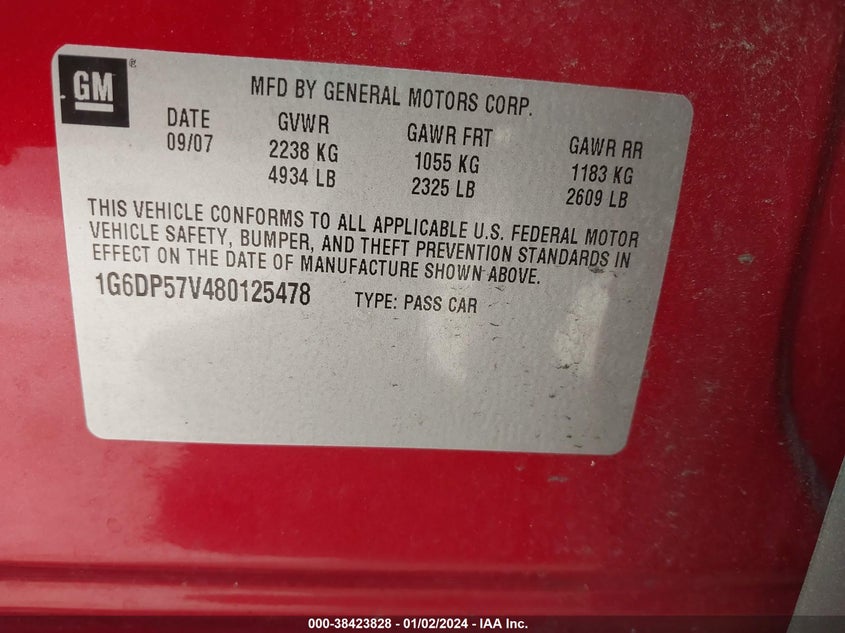 GM®
MFD BY GENERAL MOTORS CORP.
DATE GVWR GAWR FRT GAWR RR
09/07 2238 KG 1055 KG 1183 KG
4934 LB 2325 LB 2609 LB
THIS VEHICLE CONFORMS TO ALL APPLICABLE U.S. FEDERAL MOTOR
VEHICLE SAFETY, BUMPER, AND THEFT PREVENTION STANDARDS IN
EFFECT ON THE DATE OF MANUFACTURE SHOWN ABOVE.
1G6DP57V480125478 TYPE: PASS CAR
000-38423828 - 01/02/2024 - IAA Inc.